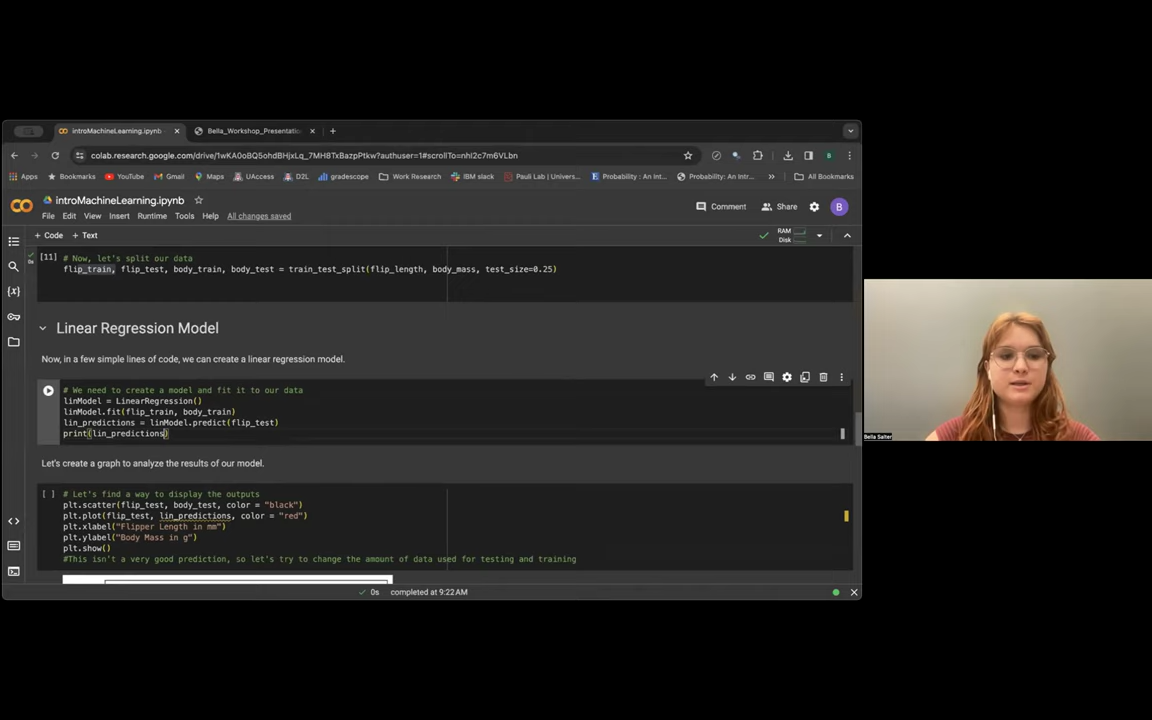 introMachineLearning.ipynb
Bella_Workshop_Presentation
colab.research.google.com/drive/1wKA0oBQ5ohdBHjxLq_7MH8TxBazpPtkw?authuser=1#scrollTo=nhI2c7m6VLbn
B
Apps
Bookmarks
YouTube
Gmail
Maps
UAccess
D2L
gradescope
Work Research
IBM slack
Pauli Lab | Univers...
Probability : An Int...
Probability: An Intr...
All Bookmarks
introMachineLearning.ipynb
Comment
Share
B
File Edit View Insert Runtime Tools Help All changes saved
+ Code + Text
RAM
Disk
[11] # Now, let's split our data
flip_train, flip_test, body_train, body_test = train_test_split(flip_length, body_mass, test_size=0.25)
0s
Linear Regression Model
Now, in a few simple lines of code, we can create a linear regression model.
# We need to create a model and fit it to our data
linModel = LinearRegression()
linModel.fit(flip_train, body_train)
lin_predictions = linModel.predict(flip_test)
print(lin_predictions)
Let's create a graph to analyze the results of our model.
[ ] # Let's find a way to display the outputs
plt.scatter(flip_test, body_test, color = "black")
plt.plot(flip_test, lin_predictions, color = "red")
plt.xlabel("Flipper Length in mm")
plt.ylabel("Body Mass in g")
plt.show()
#This isn't a very good prediction, so let's try to change the amount of data used for testing and training
0s completed at 9:22 AM
Bella Salter